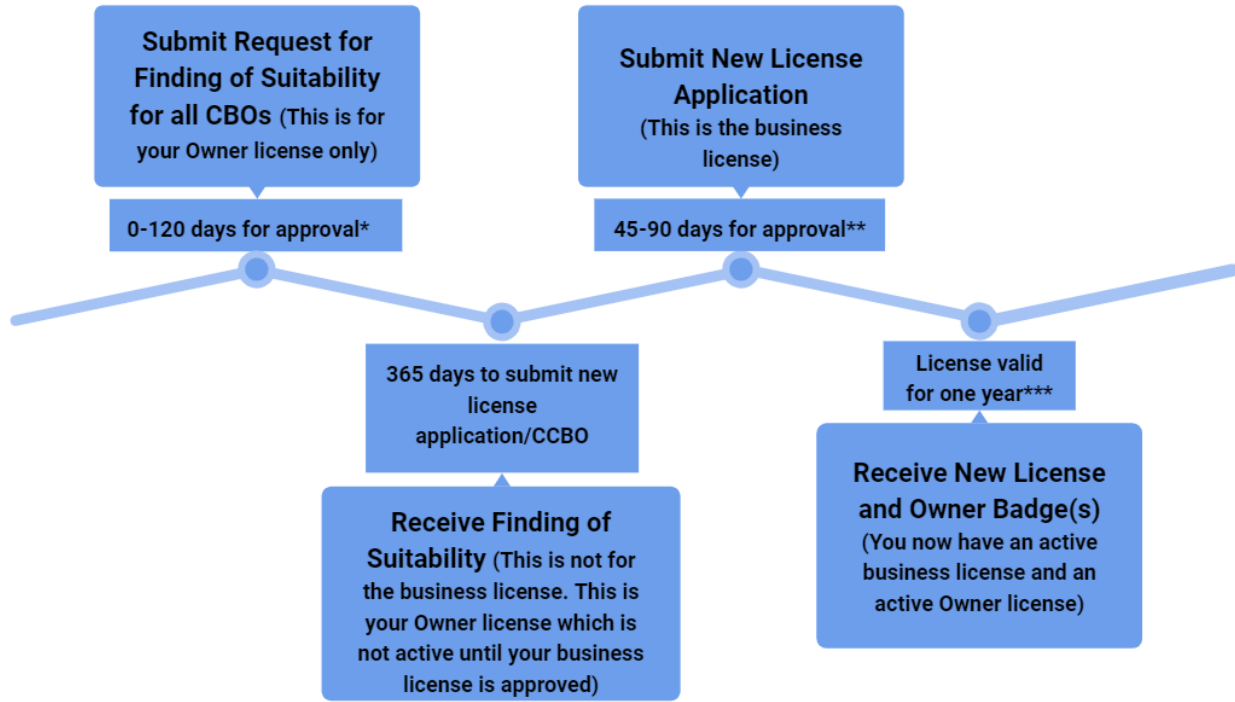 Submit Request for
Finding of Suitability
for all CBOs (This is for
your Owner license only)
0-120 days for approval*
365 days to submit new
license
application/CCBO
Receive Finding of
Suitability (This is not for
the business license. This is
your Owner license which is
not active until your business
license is approved)
Submit New License
Application
(This is the business
license)
45-90 days for approval**
License valid
for one year***
Receive New License
and Owner Badge(s)
(You now have an active
business license and an
active Owner license)